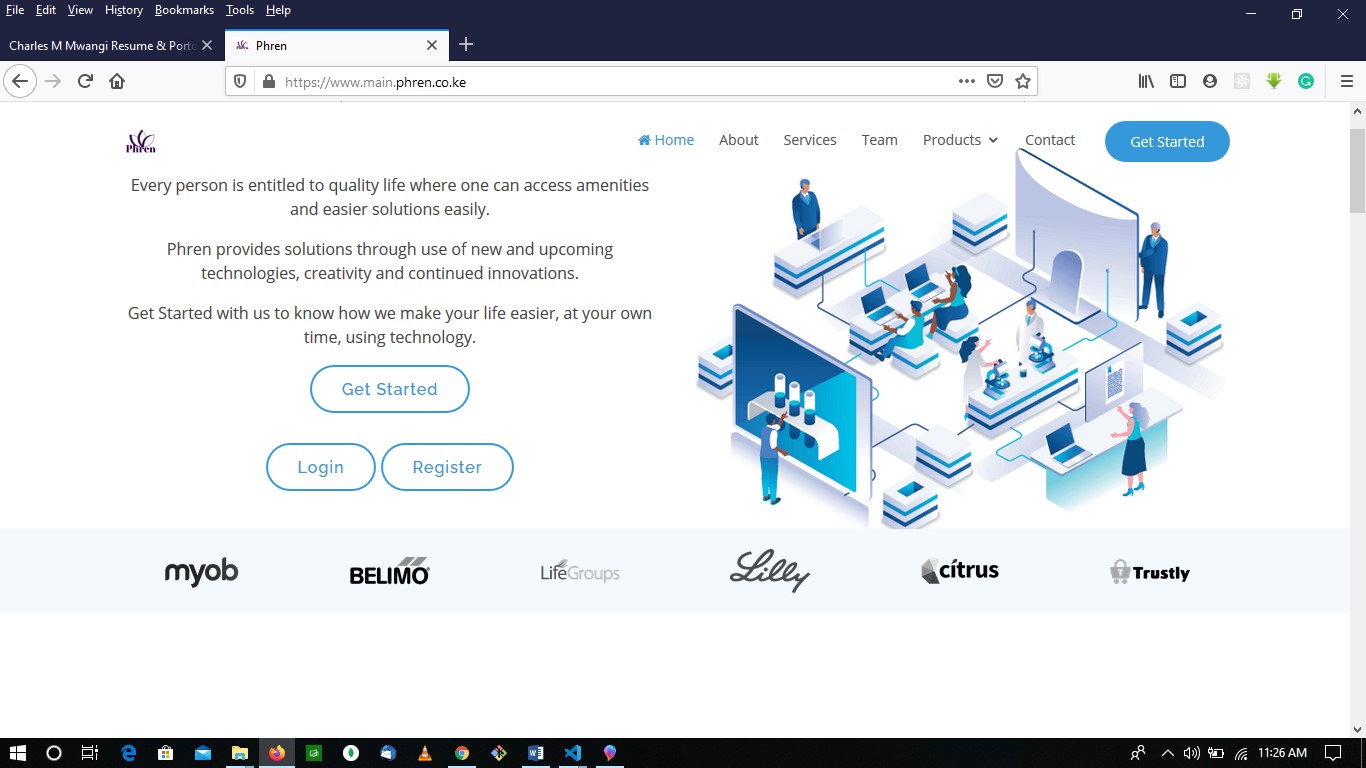 File Edit View History Bookmarks Tools Help
Charles M Mwangi Resume & Port
Phren
https://www.main.phren.co.ke
Phren
Home About Services Team Products Contact Get Started
Every person is entitled to quality life where one can access amenities
and easier solutions easily.
Phren provides solutions through use of new and upcoming
technologies, creativity and continued innovations.
Get Started with us to know how we make your life easier, at your own
time, using technology.
Get Started
Login Register
myob BELIMO LifeGroups Lilly cítrus Trustly
11:26 AM